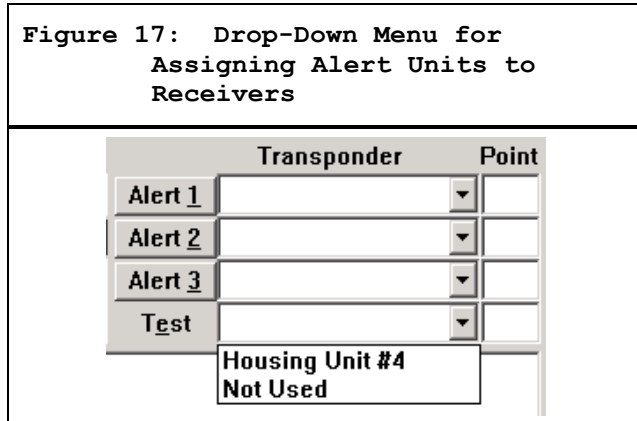 Figure 17: Drop-Down Menu for
Assigning Alert Units to
Receivers
Transponder Point
Alert 1
Alert 2
Alert 3
Test
Housing Unit #4
Not Used